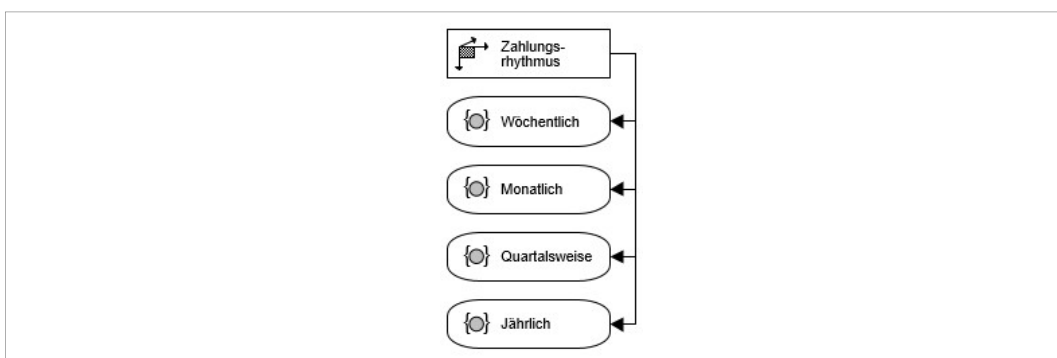 Zahlungs-
rhythmus
Wöchentlich
Monatlich
Quartalsweise
Jährlich